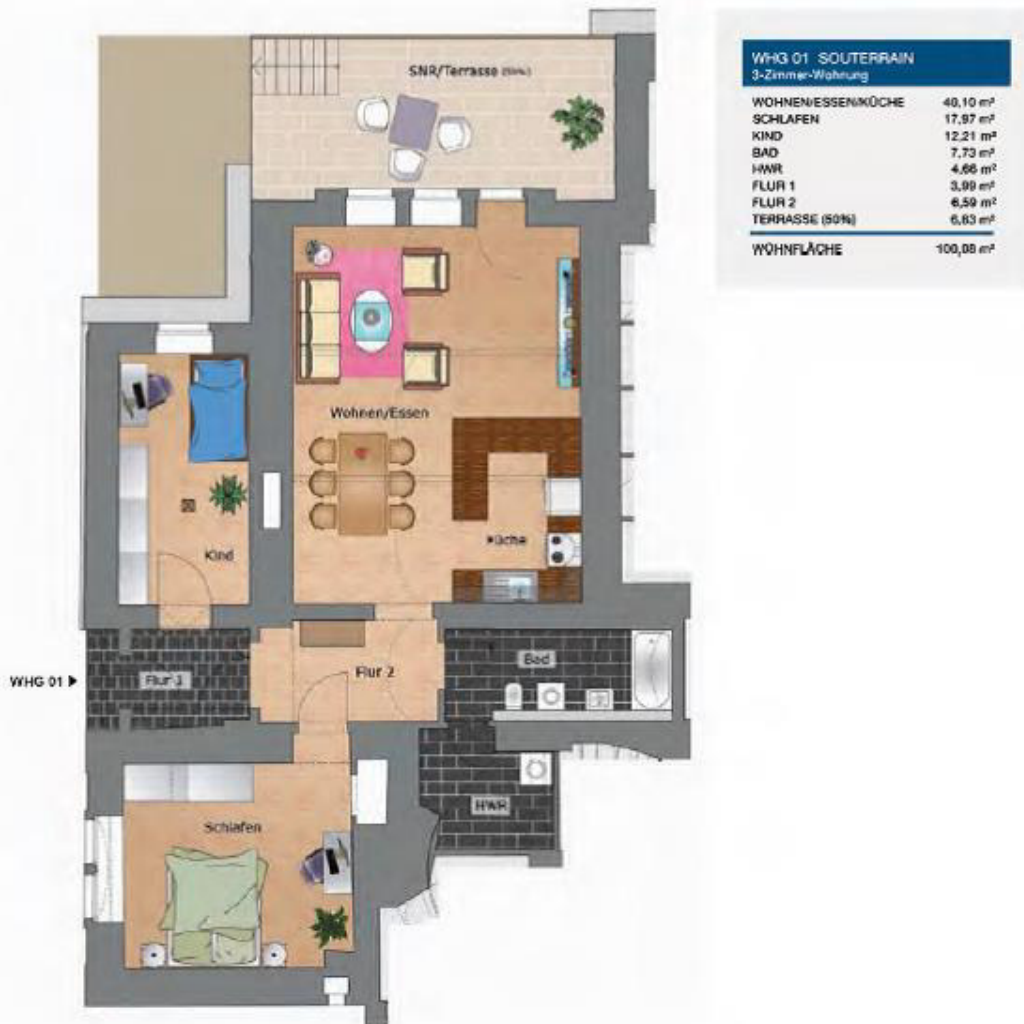 SNR/Terrasse (50%)
WHG 01 SOUTERRAIN
3-Zimmer-Wohnung
WOHNEN/ESSEN/KÜCHE 40,10 m²
SCHLAFEN 17,97 m²
KIND 12,21 m²
BAD 7,73 m²
HWR 4,66 m²
FLUR 1 3,99 m²
FLUR 2 6,59 m²
TERRASSE (50%) 6,83 m²
WOHNFLÄCHE 100,08 m²
Wohnen/Essen
Küche
Kind
WHG 01
Flur 1
Flur 2
Bad
HWR
Schlafen